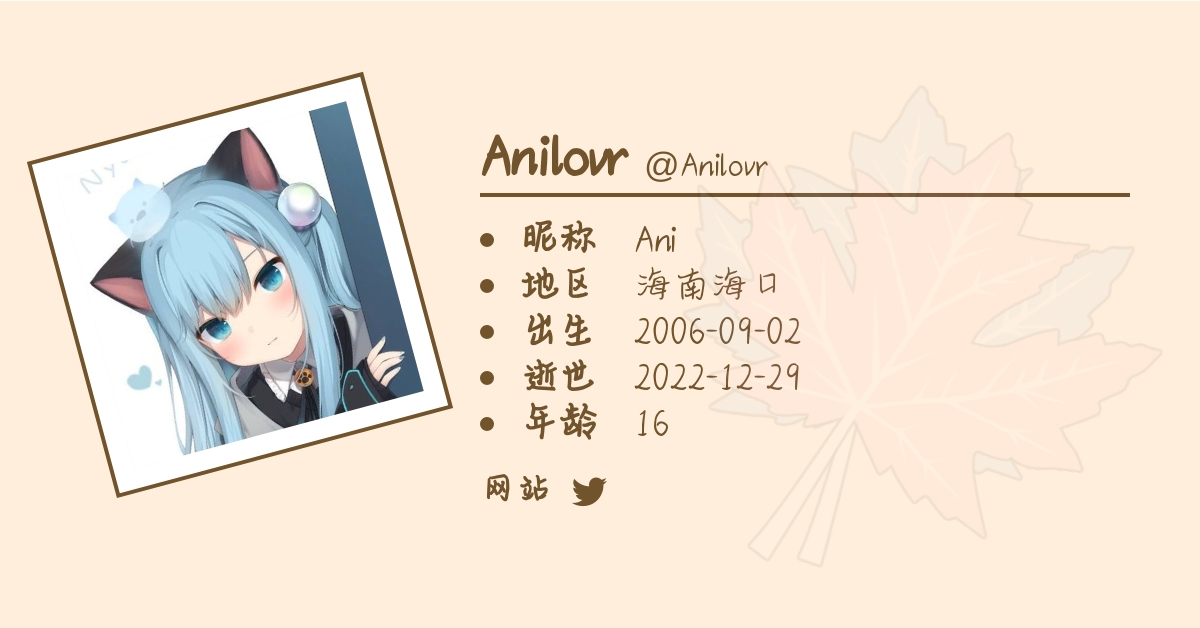 Ny~
Anilovr @Anilovr
昵称 Ani
地区 海南海口
出生 2006-09-02
逝世 2022-12-29
年龄 16
网站